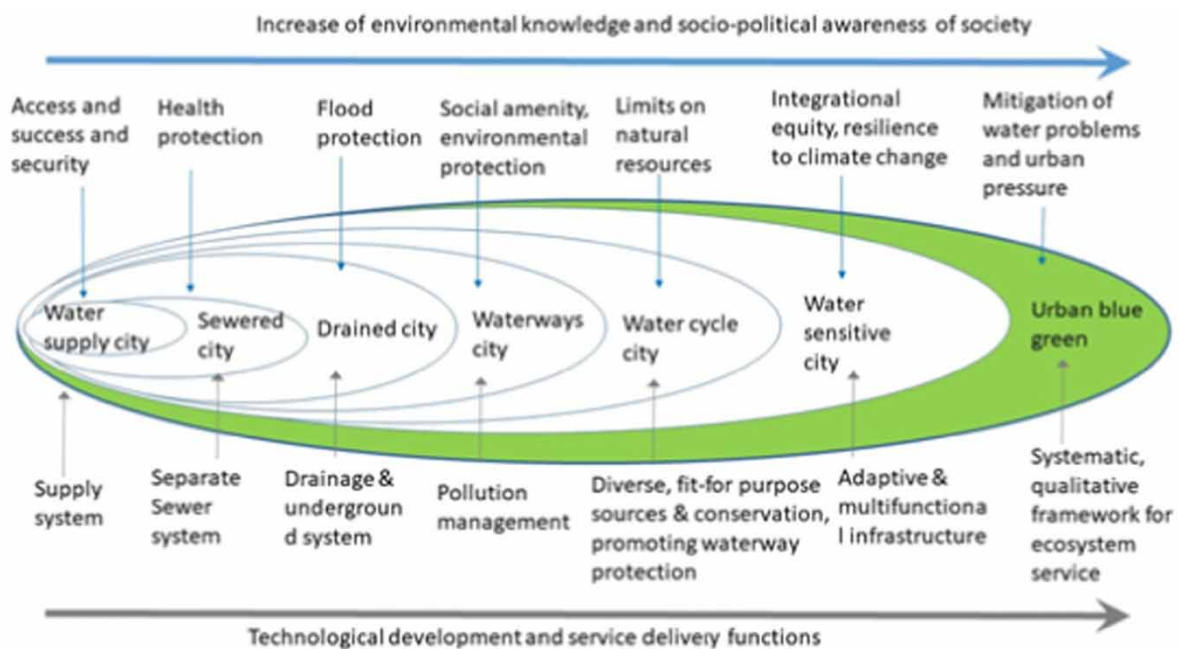 Increase of environmental knowledge and socio-political awareness of society
Access and
success and
security
Health
protection
Flood
protection
Social amenity,
environmental
protection
Limits on
natural
resources
Integrational
equity, resilience
to climate change
Mitigation of
water problems
and urban
pressure
Water
supply city
Sewered
city
Drained city
Waterways
city
Water cycle
city
Water
sensitive
city
Urban blue
green
Supply
system
Separate
Sewer
system
Drainage &
undergroun
d system
Pollution
management
Diverse, fit-for purpose
sources & conservation,
promoting waterway
protection
Adaptive &
multifunctiona
l infrastructure
Systematic,
qualitative
framework for
ecosystem
service
Technological development and service delivery functions